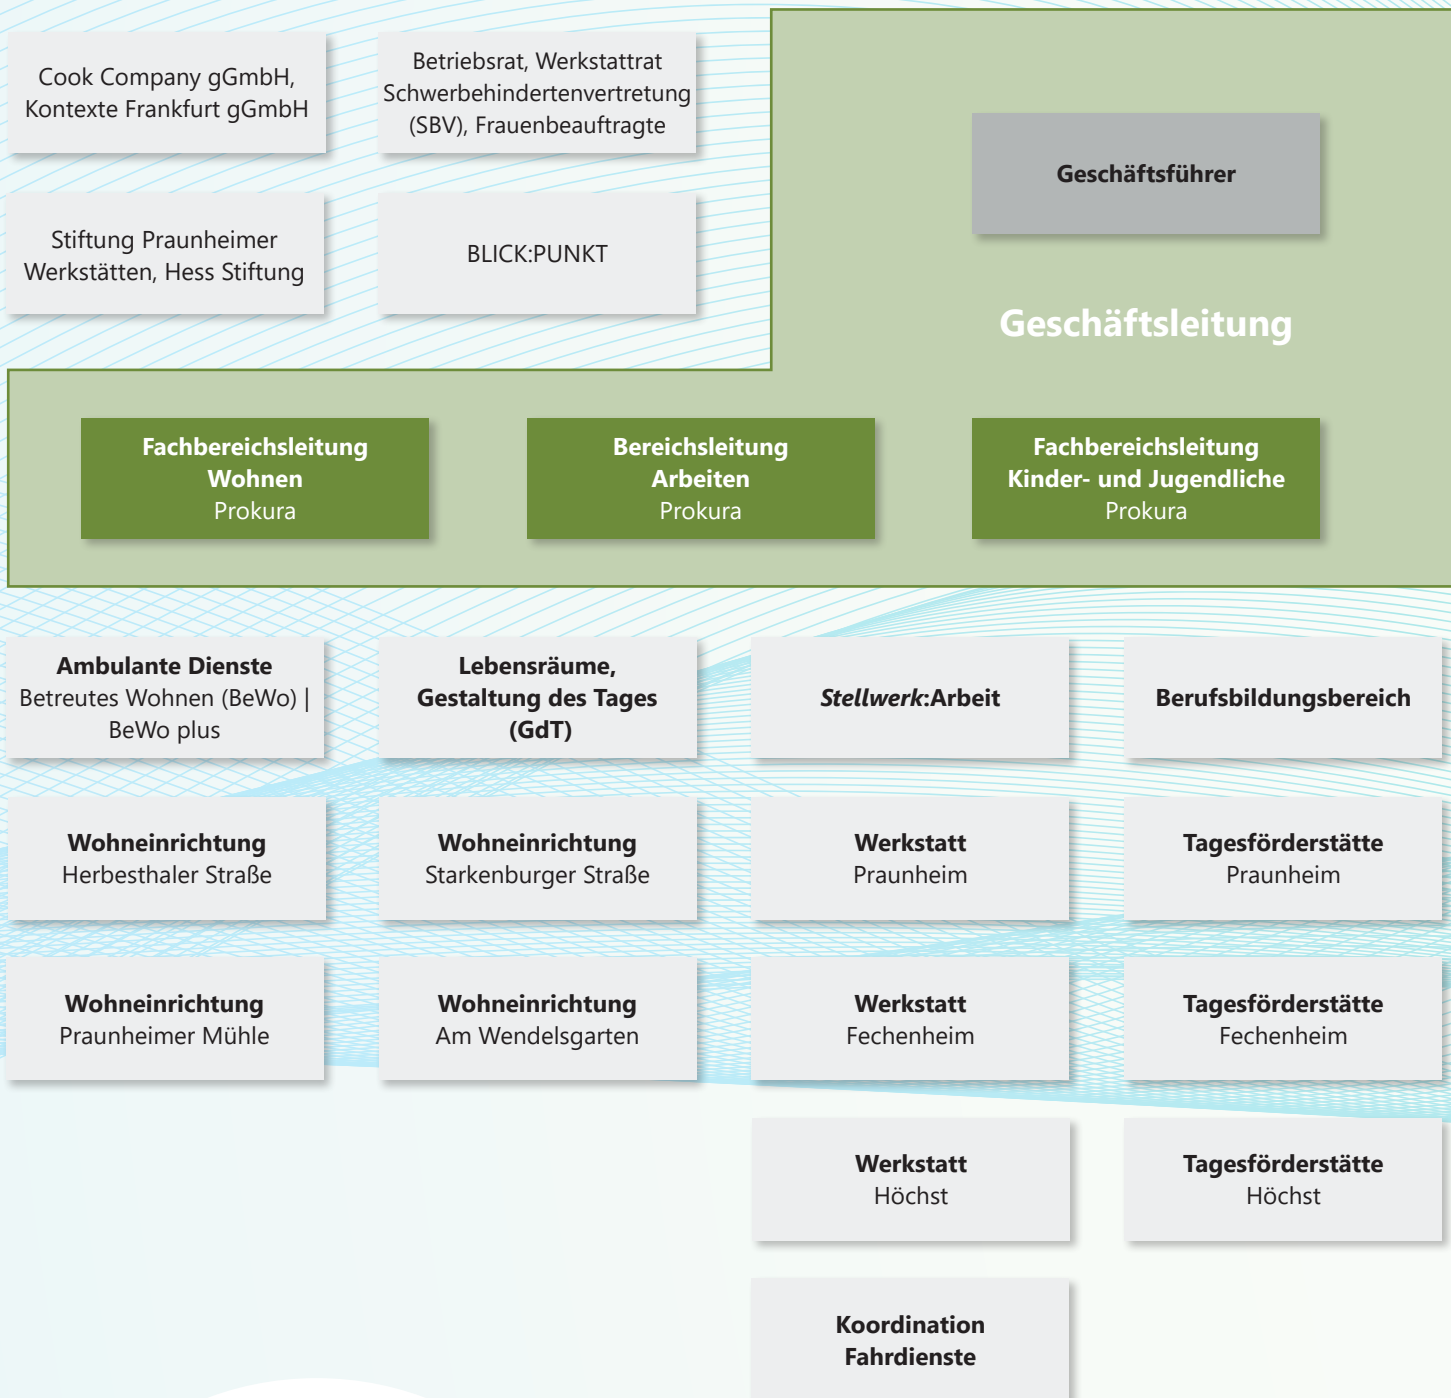 Cook Company gGmbH,
Kontexte Frankfurt gGmbH
Betriebsrat, Werkstattrat
Schwerbehindertenvertretung
(SBV), Frauenbeauftragte
Geschäftsführer
Stiftung Praunheimer
Werkstätten, Hess Stiftung
BLICK:PUNKT
Geschäftsleitung
Fachbereichsleitung
Wohnen
Prokura
Bereichsleitung
Arbeiten
Prokura
Fachbereichsleitung
Kinder- und Jugendliche
Prokura
Ambulante Dienste
Betreutes Wohnen (BeWo) |
BeWo plus
Lebensräume,
Gestaltung des Tages
(GdT)
Stellwerk:Arbeit
Berufsbildungsbereich
Wohneinrichtung
Herbesthaler Straße
Wohneinrichtung
Starkenburger Straße
Werkstatt
Praunheim
Tagesförderstätte
Praunheim
Wohneinrichtung
Praunheimer Mühle
Wohneinrichtung
Am Wendelsgarten
Werkstatt
Fechenheim
Tagesförderstätte
Fechenheim
Werkstatt
Höchst
Tagesförderstätte
Höchst
Koordination
Fahrdienste